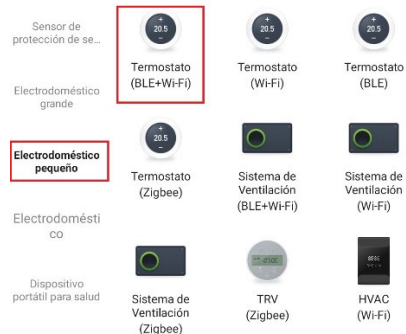 Sensor de
protección de se...
Electrodoméstico
grande
Electrodoméstico
pequeño
Electrodomésti
co
Dispositivo
portátil para salud
20.5
Termostato
(BLE+Wi-Fi)
20.5
Termostato
(Wi-Fi)
20.5
Termostato
(BLE)
20.5
Termostato
(Zigbee)
Sistema de
Ventilación
(BLE+Wi-Fi)
Sistema de
Ventilación
(Wi-Fi)
Sistema de
Ventilación
(Zigbee)
TRV
(Zigbee)
HVAC
(Wi-Fi)